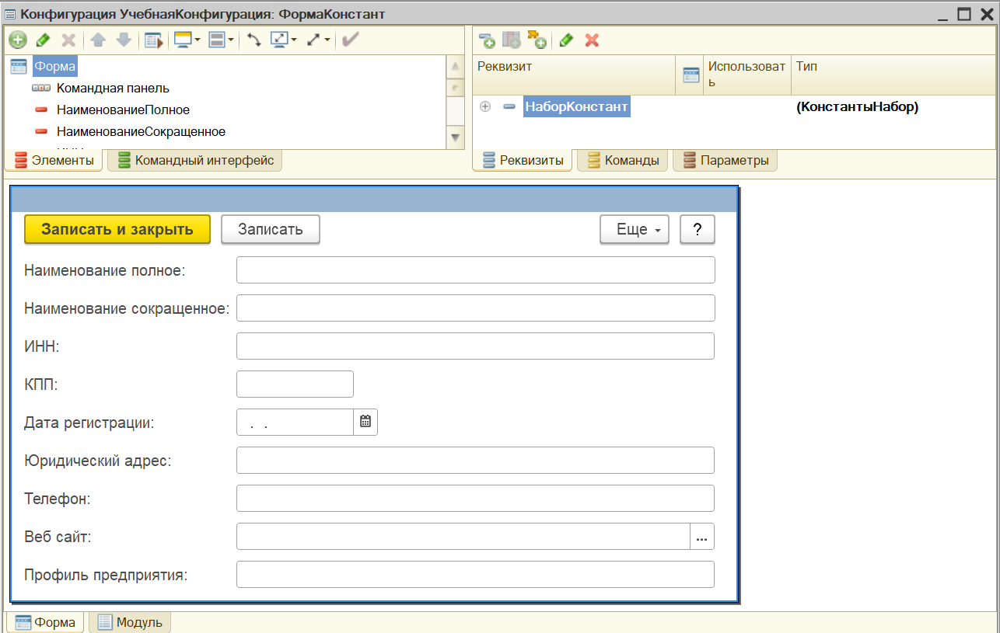 Конфигурация УчебнаяКонфигурация: ФормаКонстант
Форма
Командная панель
НаименованиеПолное
НаименованиеСокращенное
Элементы
Командный интерфейс
Реквизит
Использоват
ь
Тип
НаборКонстант
(КонстантыНабор)
Реквизиты
Команды
Параметры
Записать и закрыть
Записать
Еще
?
Наименование полное:
Наименование сокращенное:
ИНН:
КПП:
Дата регистрации:
. .
Юридический адрес:
Телефон:
Веб сайт:
...
Профиль предприятия:
Форма
Модуль